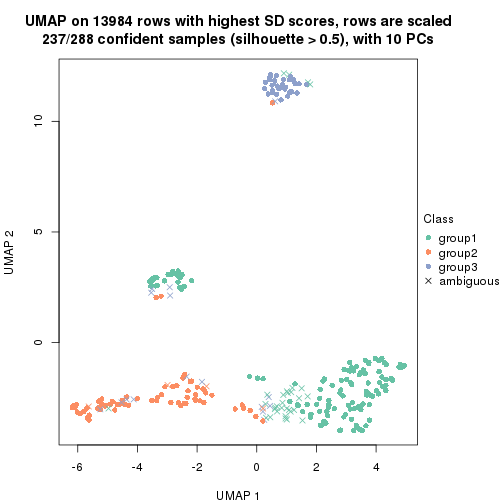 UMAP on 13984 rows with highest SD scores, rows are scaled
237/288 confident samples (silhouette > 0.5), with 10 PCs
10
5
0
UMAP 2
-6
-4
-2
0
2
4
UMAP 1
Class
group1
group2
group3
ambiguous